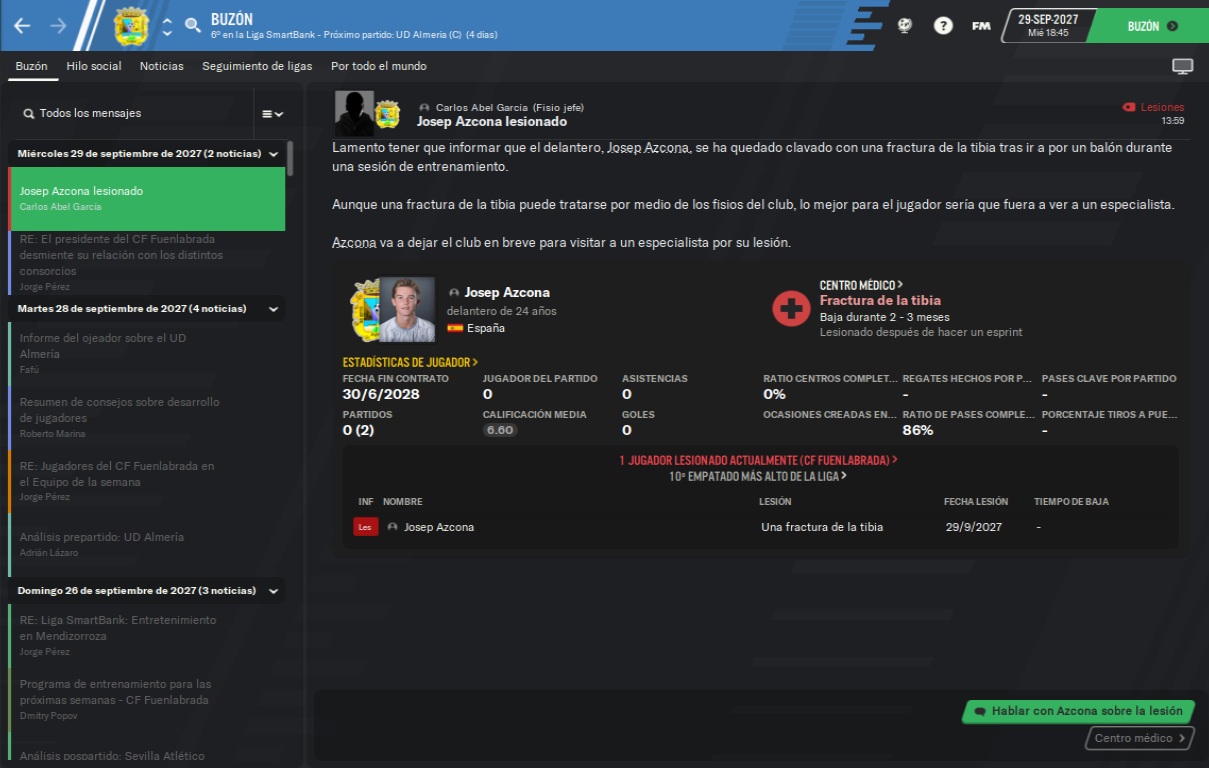 BUZÓN
6º en la Liga SmartBank - Próximo partido: UD Almería (C) (4 días)
FM
29-SEP-2027
Mié 18:45
BUZÓN
Buzón
Hilo social
Noticias
Seguimiento de ligas
Por todo el mundo
Todos los mensajes
Miércoles 29 de septiembre de 2027 (2 noticias)
Josep Azcona lesionado
Carlos Abel García
RE: El presidente del CF Fuenlabrada
desmiente su relación con los distintos
consorcios
Jorge Pérez
Martes 28 de septiembre de 2027 (4 noticias)
Informe del ojeador sobre el UD
Almería
Fafú
Resumen de consejos sobre desarrollo
de jugadores
Roberto Marina
RE: Jugadores del CF Fuenlabrada en
el Equipo de la semana
Jorge Pérez
Análisis prepartido: UD Almería
Adrián Lázaro
Domingo 26 de septiembre de 2027 (3 noticias)
RE: Liga SmartBank: Entretenimiento
en Mendizorroza
Jorge Pérez
Programa de entrenamiento para las
próximas semanas - CF Fuenlabrada
Dmitry Popov
Análisis pospartido: Sevilla Atlético
Carlos Abel García (Fisio jefe)
Josep Azcona lesionado
Lesiones
13:59
Lamento tener que informar que el delantero, Josep Azcona, se ha quedado clavado con una fractura de la tibia tras ir a por un balón durante
una sesión de entrenamiento.
Aunque una fractura de la tibia puede tratarse por medio de los fisios del club, lo mejor para el jugador sería que fuera a ver a un especialista.
Azcona va a dejar el club en breve para visitar a un especialista por su lesión.
Josep Azcona
delantero de 24 años
España
CENTRO MÉDICO
Fractura de la tibia
Baja durante 2 - 3 meses
Lesionado después de hacer un esprint
ESTADÍSTICAS DE JUGADOR
FECHA FIN CONTRATO JUGADOR DEL PARTIDO ASISTENCIAS RATIO CENTROS COMPLET... REGATES HECHOS POR P... PASES CLAVE POR PARTIDO
30/6/2028 0 0 0% - -
PARTIDOS CALIFICACIÓN MEDIA GOLES OCASIONES CREADAS EN... RATIO DE PASES COMPLE... PORCENTAJE TIROS A PUE...
0 (2) 6.60 0 86% -
1 JUGADOR LESIONADO ACTUALMENTE (CF FUENLABRADA)
10º EMPATADO MÁS ALTO DE LA LIGA
INF NOMBRE LESIÓN FECHA LESIÓN TIEMPO DE BAJA
Les Josep Azcona Una fractura de la tibia 29/9/2027 -
Hablar con Azcona sobre la lesión
Centro médico